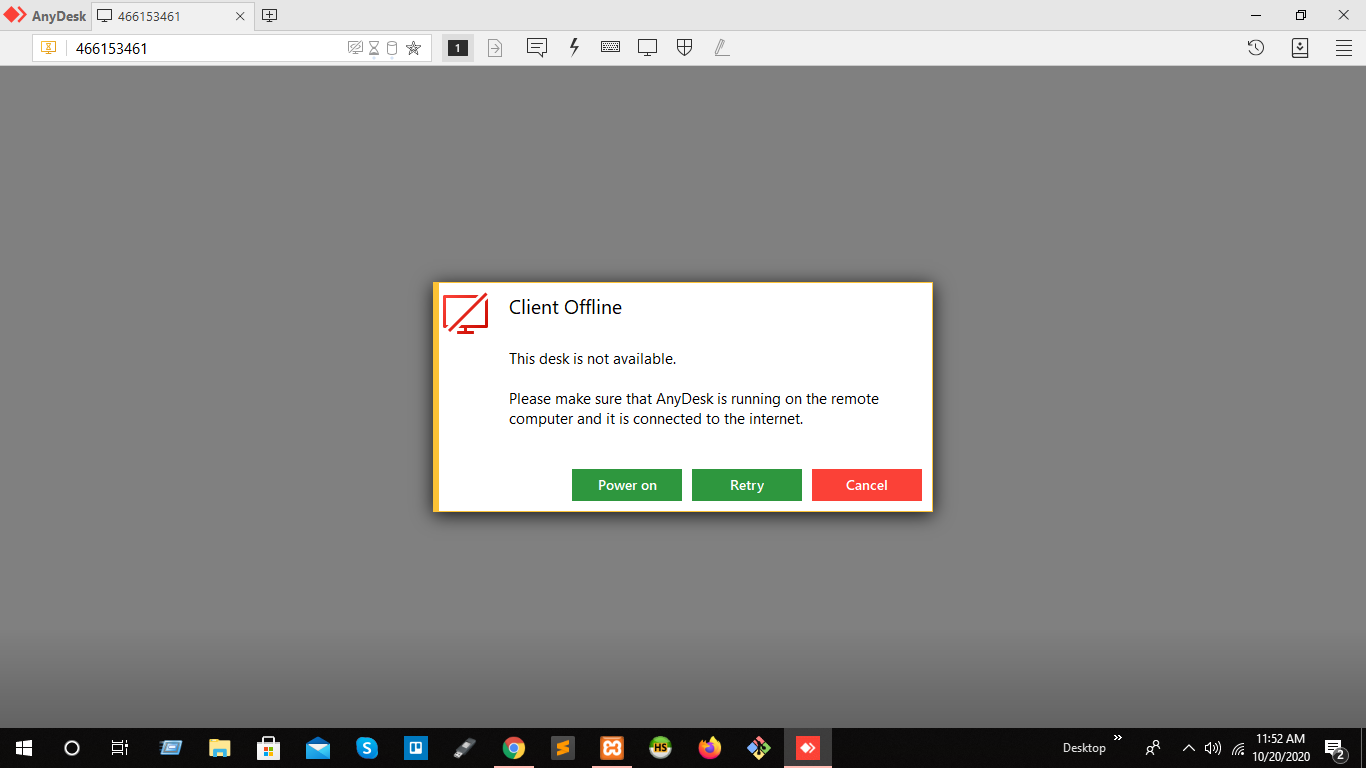 AnyDesk
466153461
466153461
1
Client Offline
This desk is not available.
Please make sure that AnyDesk is running on the remote
computer and it is connected to the internet.
Power on
Retry
Cancel
HS
Desktop
11:52 AM
10/20/2020
2